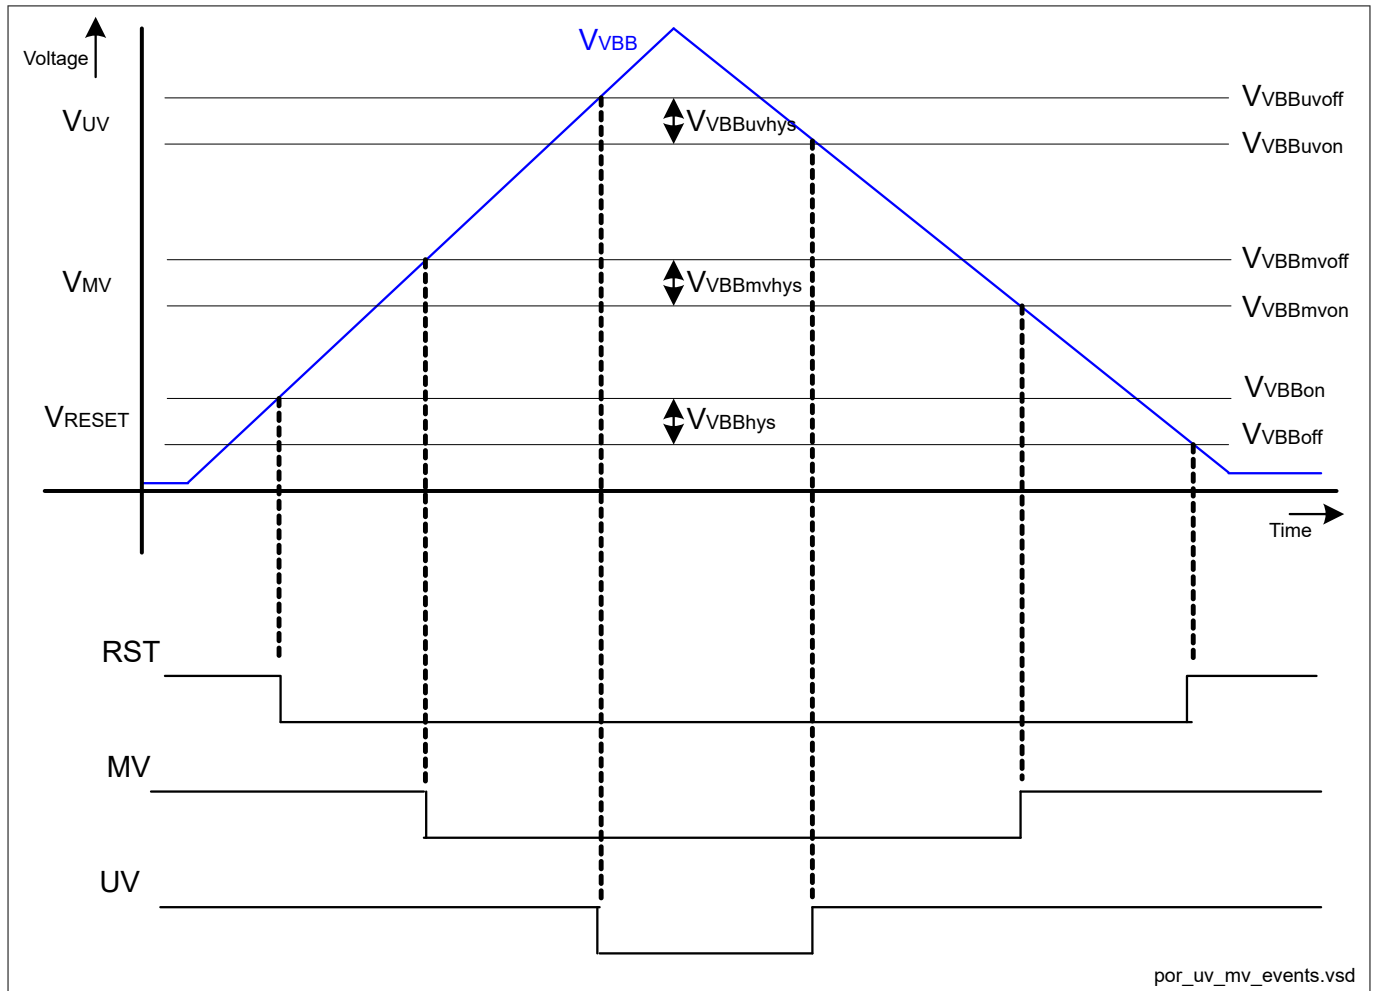 VVBB
Voltage
VVBBuvoff
VUV
VVBBuvhys
VVBBuvon
VVBBmvoff
VMV
VVBBmvhys
VVBBmvon
VVBBon
VRESET
VVBBhys
VVBBoff
Time
RST
MV
UV
por_uv_mv_events.vsd